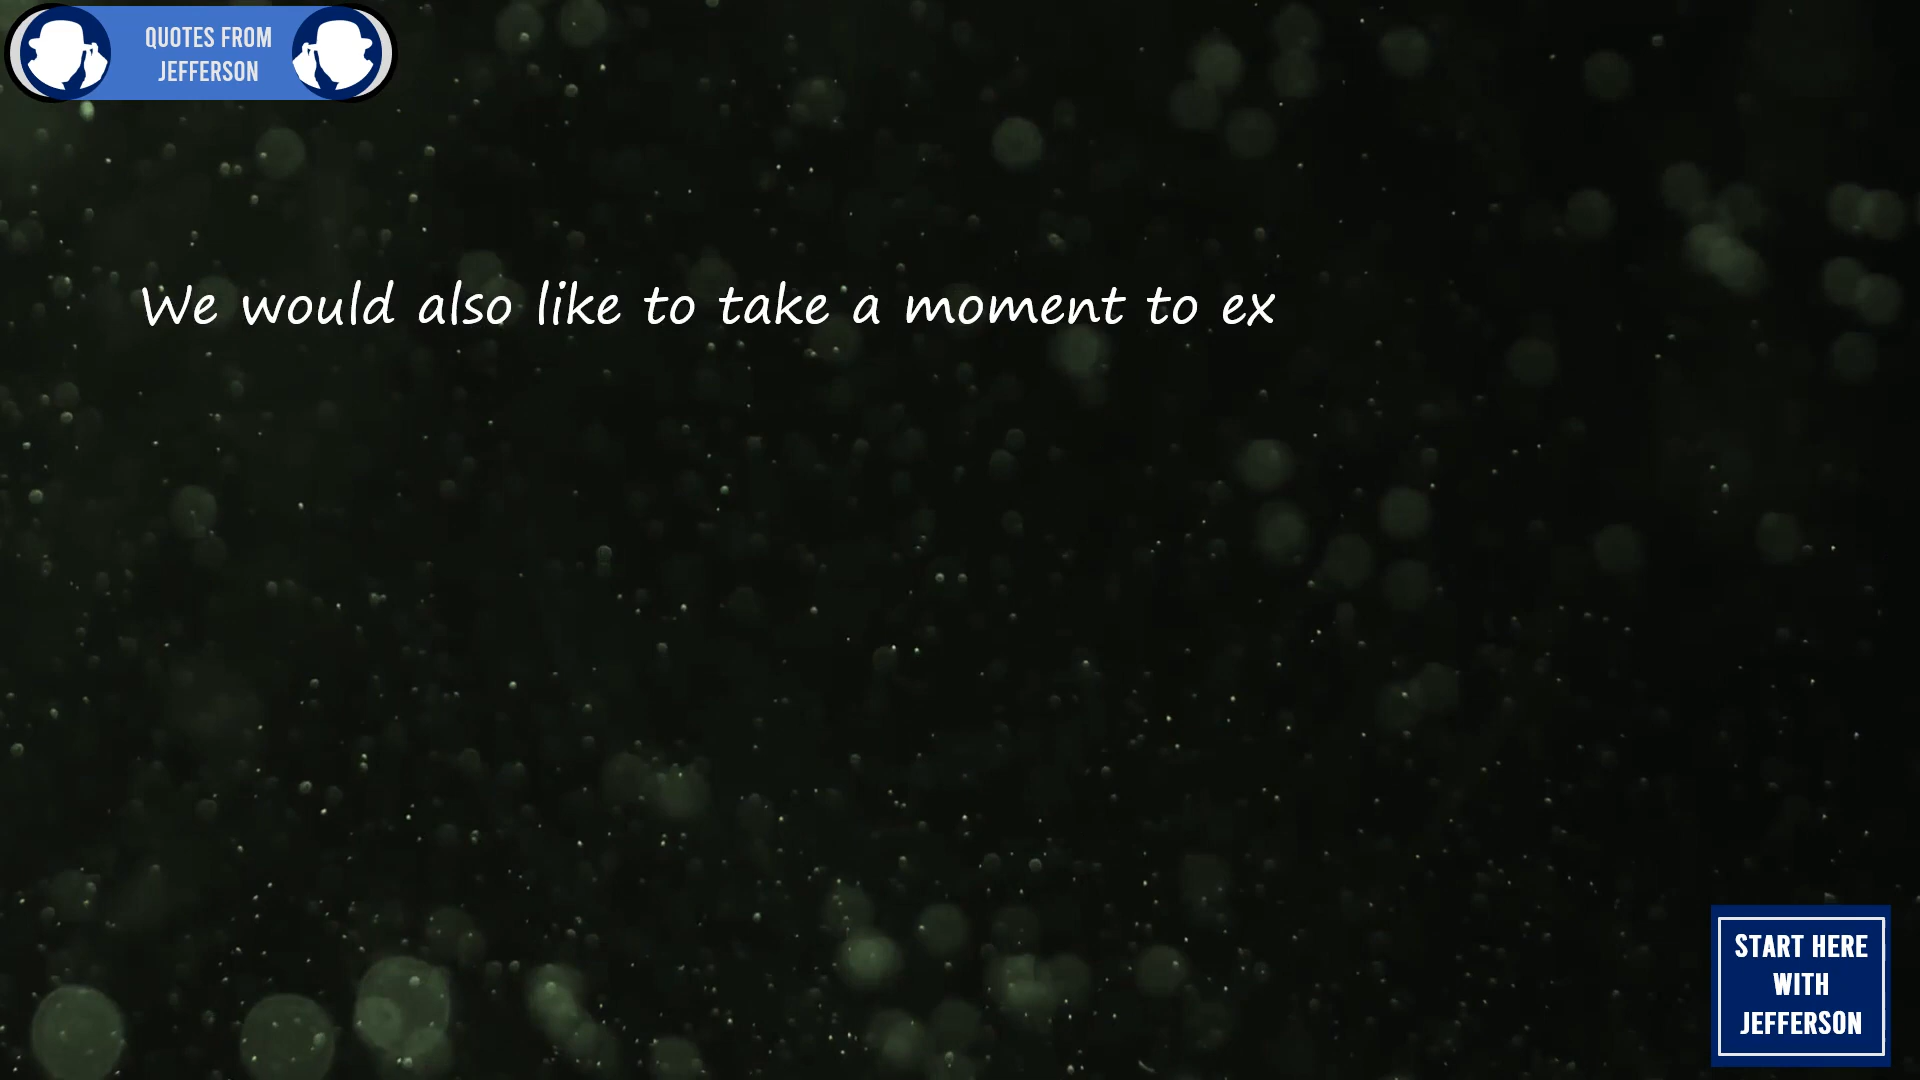 QUOTES FROM
JEFFERSON
We would also like to take a moment to ex
START HERE
WITH
JEFFERSON